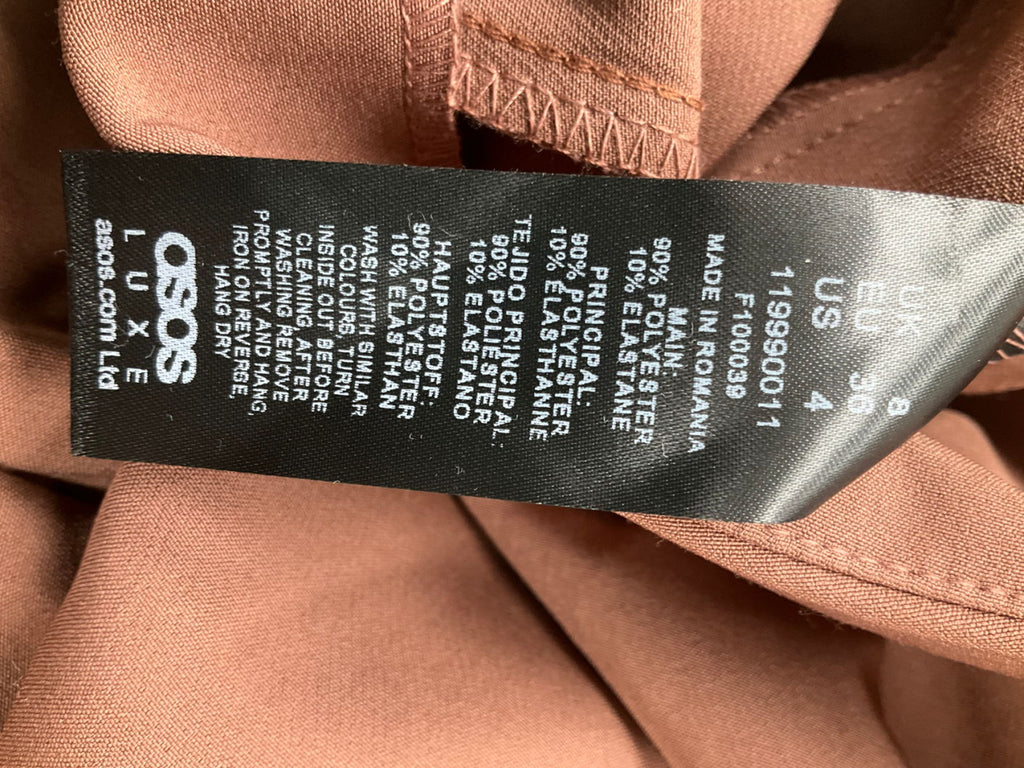 UK 8
EU 36
US 4
119990011
F100039
MADE IN ROMANIA
MAIN:
90% POLYESTER
10% ELASTANE
PRINCIPAL:
90% POLYESTER
10% ELASTHANNE
TEJIDO PRINCIPAL:
90% POLIÉSTER
10% ELASTANO
HAUPTSTOFF:
90% POLYESTER
10% ELASTHAN
WASH WITH SIMILAR
COLOURS, TURN
INSIDE OUT BEFORE
CLEANING AFTER
WASHING REMOVE
PROMPTLY AND HANG
IRON ON REVERSE,
HANG DRY
asos
LUXE
asos.com Ltd